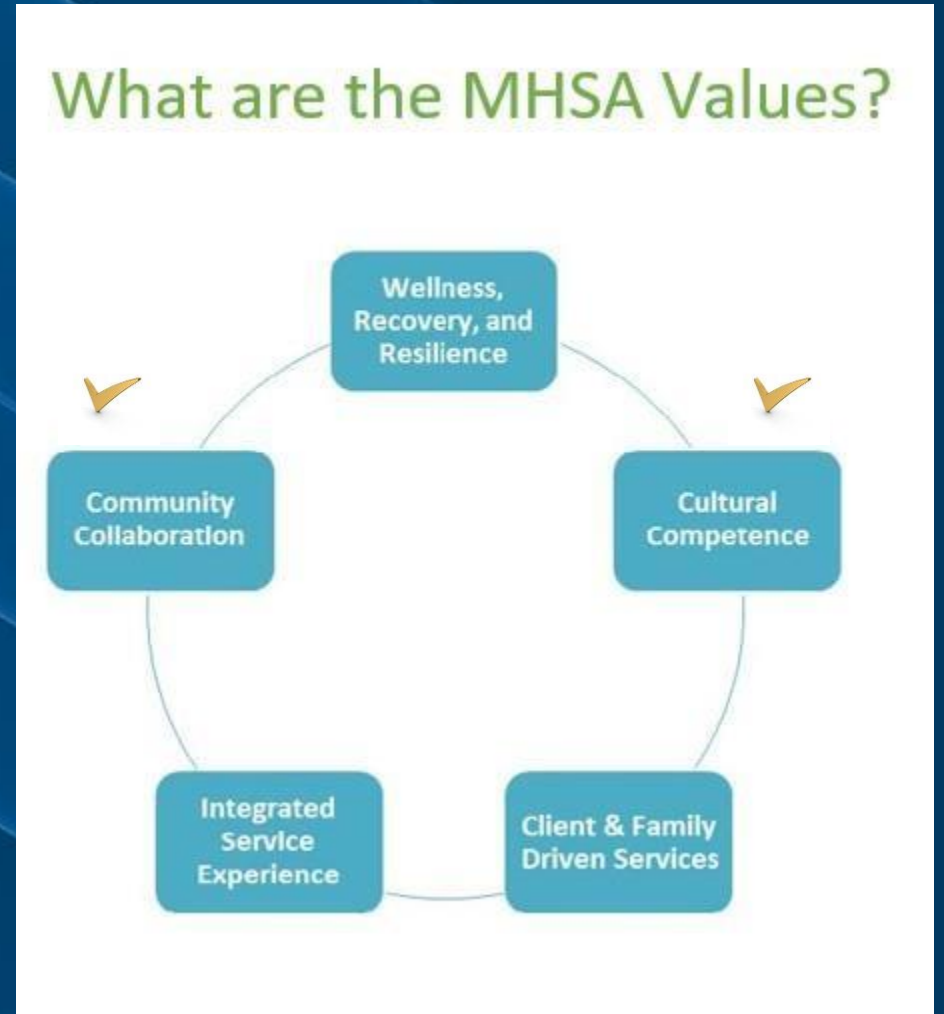 What are the MHSA Values?
Wellness,
Recovery, and
Resilience
Community
Collaboration
Cultural
Competence
Integrated
Service
Experience
Client & Family
Driven Services